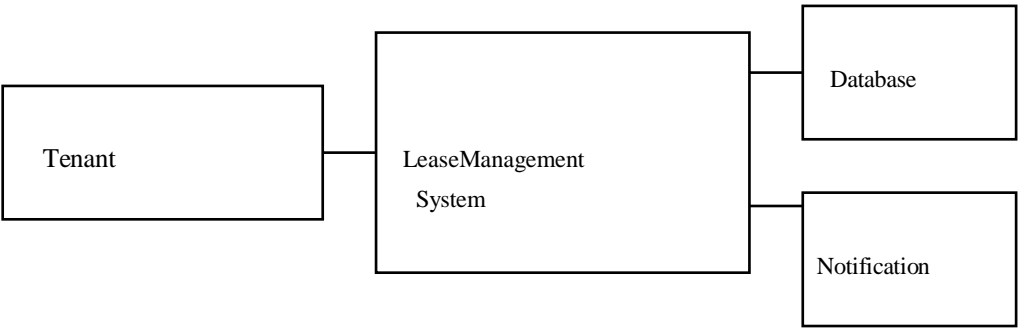 Tenant
LeaseManagement
System
Database
Notification